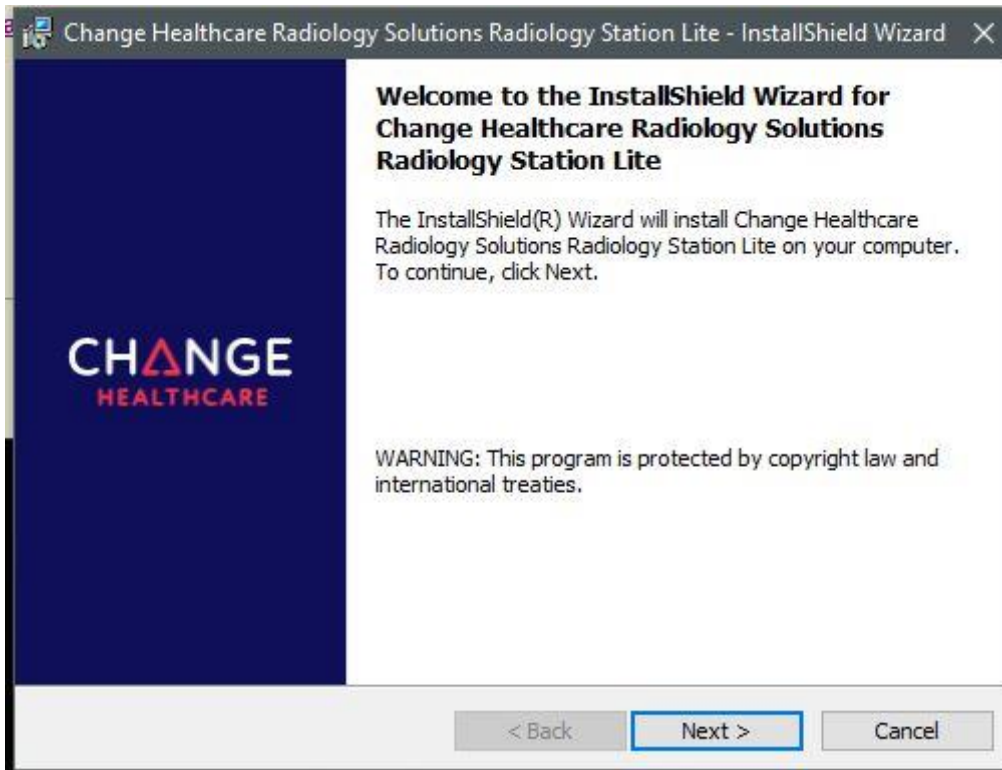 Change Healthcare Radiology Solutions Radiology Station Lite - InstallShield Wizard
Welcome to the InstallShield Wizard for
Change Healthcare Radiology Solutions
Radiology Station Lite
The InstallShield(R) Wizard will install Change Healthcare
Radiology Solutions Radiology Station Lite on your computer.
To continue, click Next.
CHANGE
HEALTHCARE
WARNING: This program is protected by copyright law and
international treaties.
< Back Next > Cancel